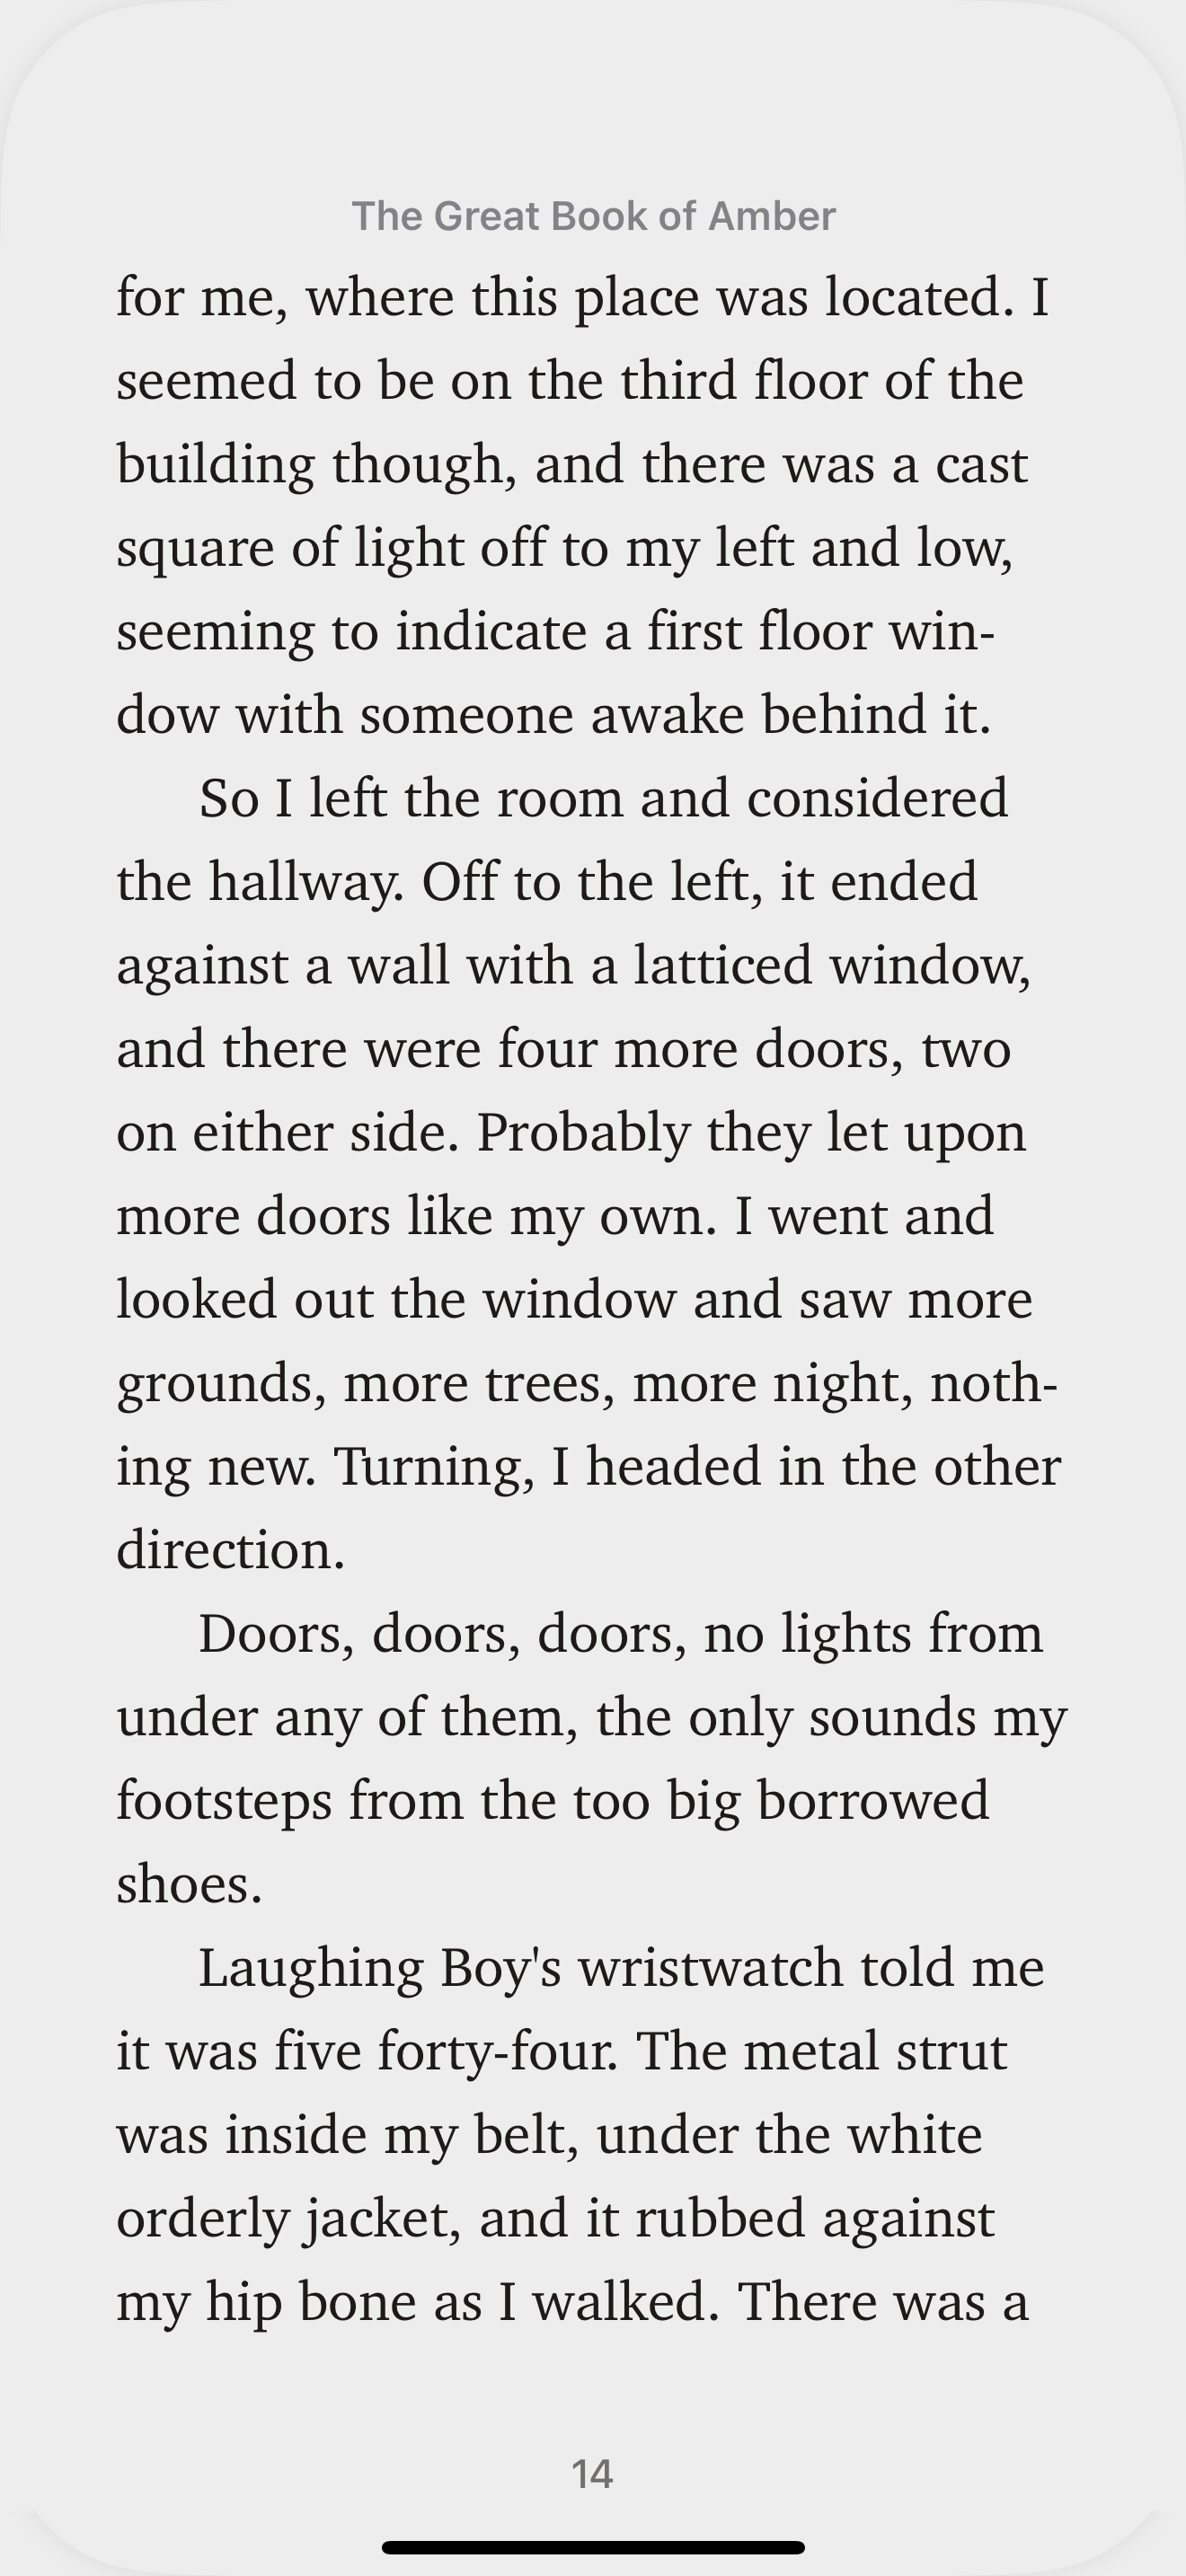 The Great Book of Amber
for me, where this place was located. I
seemed to be on the third floor of the
building though, and there was a cast
square of light off to my left and low,
seeming to indicate a first floor win-
dow with someone awake behind it.
So I left the room and considered
the hallway. Off to the left, it ended
against a wall with a latticed window,
and there were four more doors, two
on either side. Probably they let upon
more doors like my own. I went and
looked out the window and saw more
grounds, more trees, more night, noth-
ing new. Turning, I headed in the other
direction.
Doors, doors, doors, no lights from
under any of them, the only sounds my
footsteps from the too big borrowed
shoes.
Laughing Boy's wristwatch told me
it was five forty-four. The metal strut
was inside my belt, under the white
orderly jacket, and it rubbed against
my hip bone as I walked. There was a
14